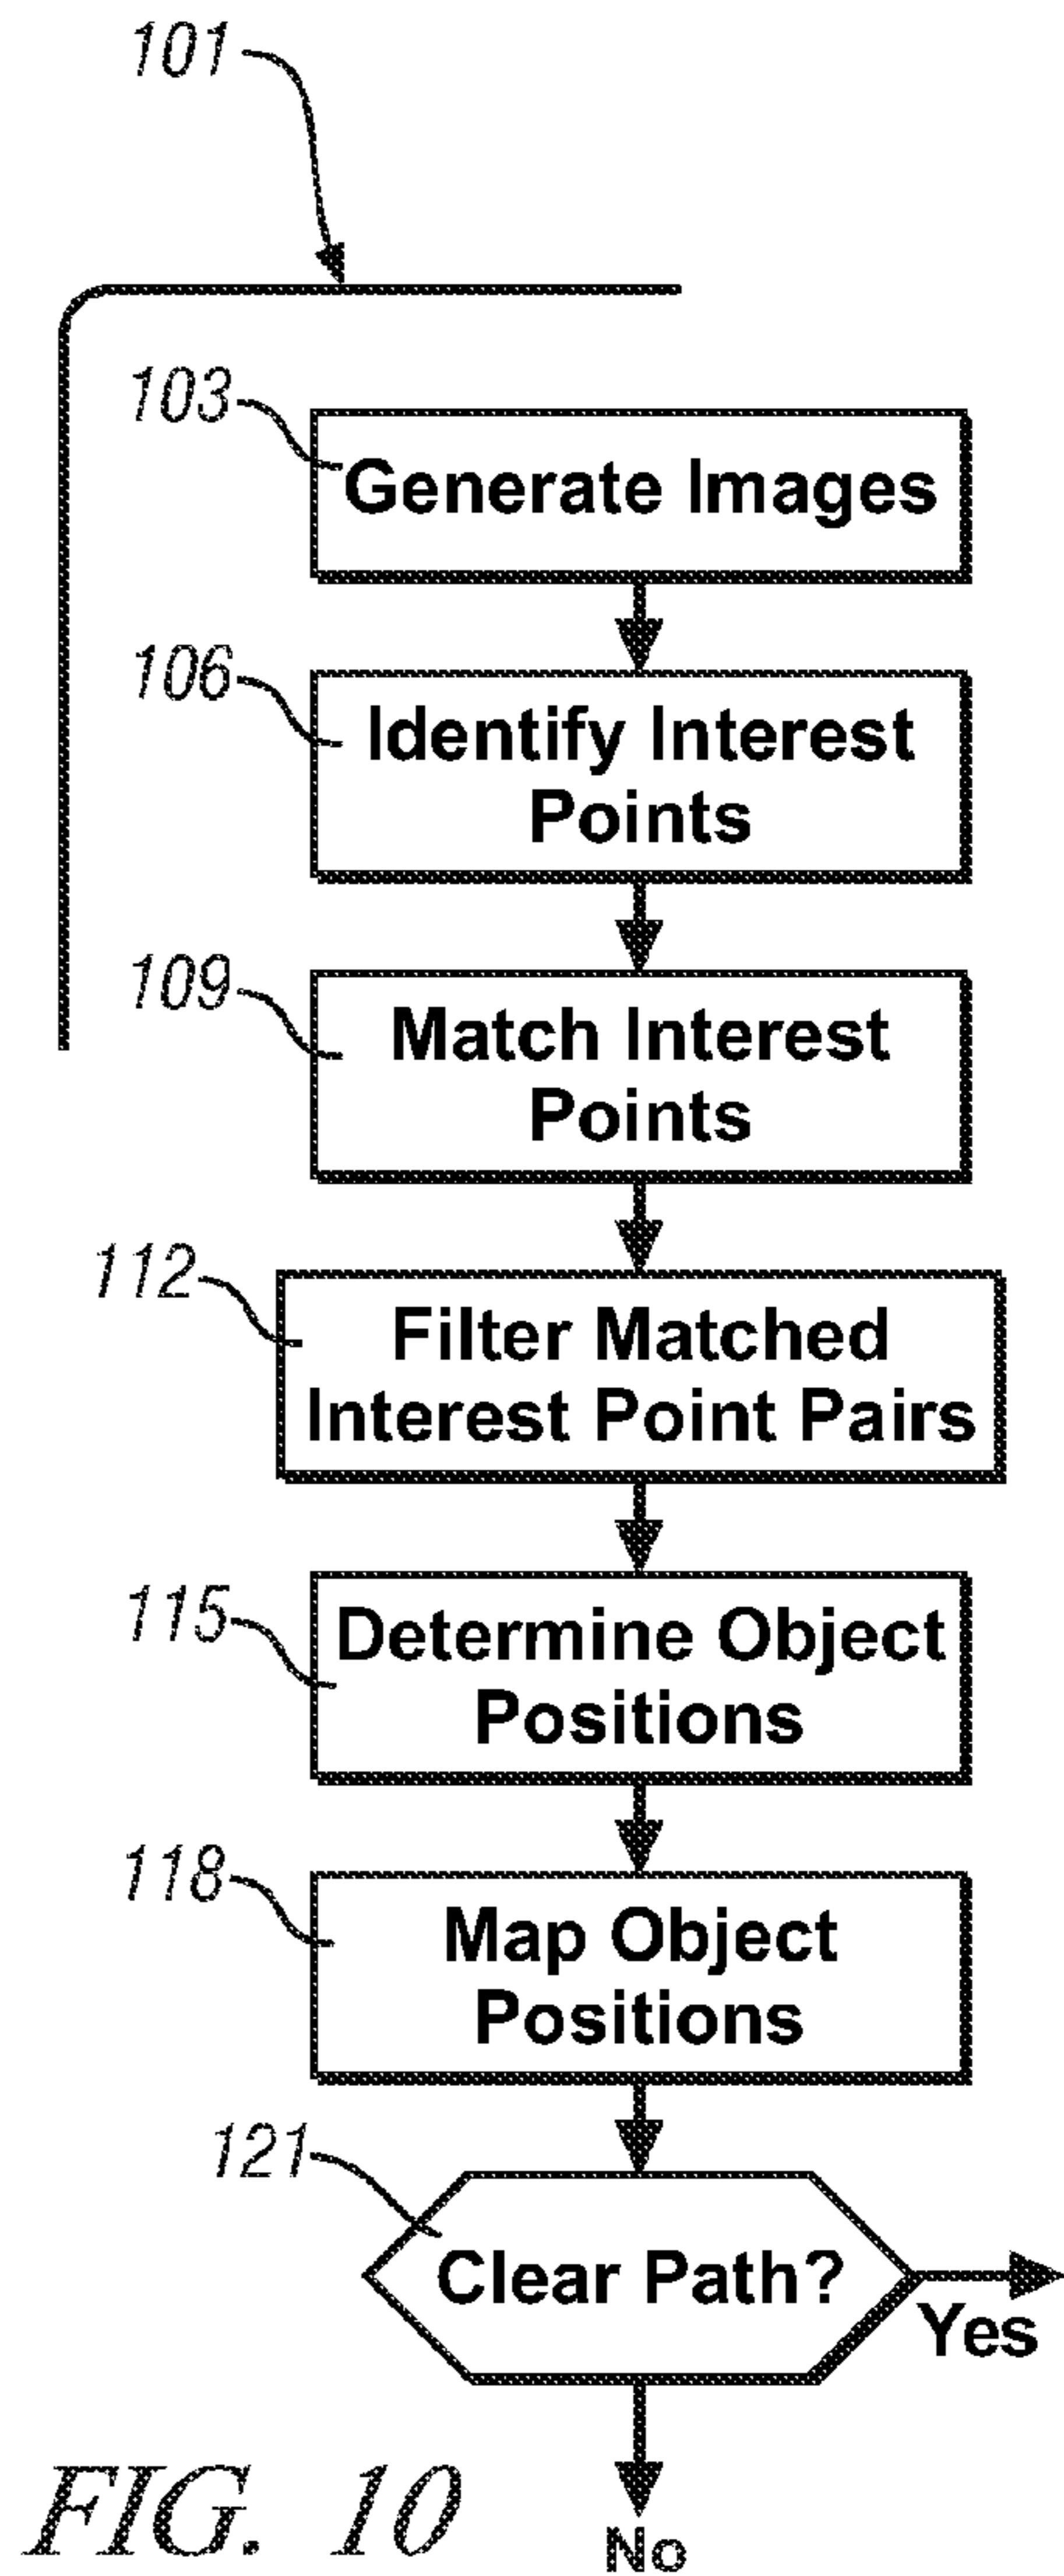 101
103
Generate Images
106
Identify Interest
Points
109
Match Interest
Points
112
Filter Matched
Interest Point Pairs
115
Determine Object
Positions
118
Map Object
Positions
121
Clear Path?
Yes
No
FIG. 10